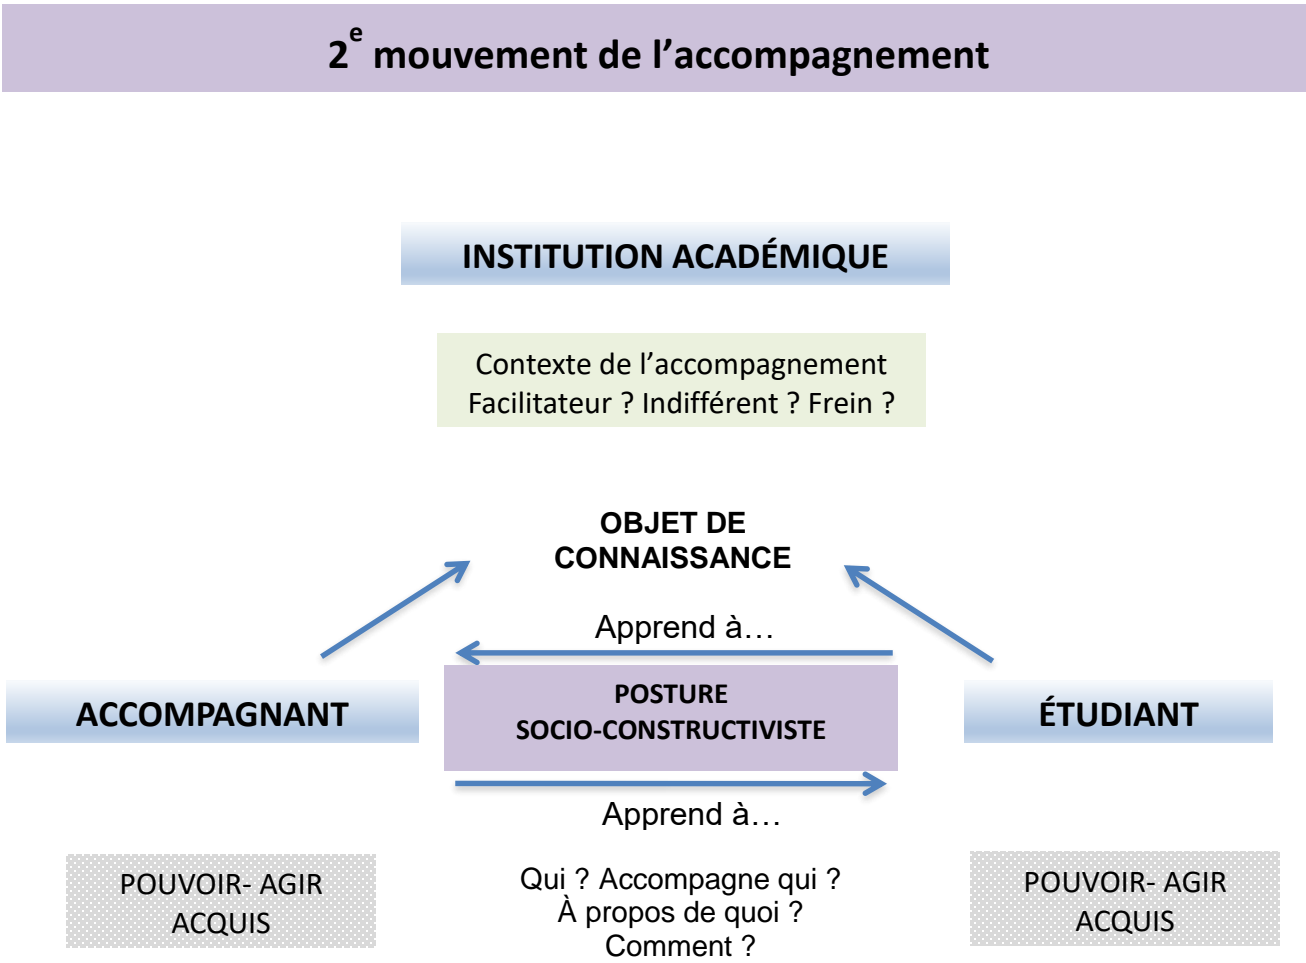 2e mouvement de l’accompagnement
INSTITUTION ACADÉMIQUE
Contexte de l’accompagnement
Facilitateur ? Indifférent ? Frein ?
OBJET DE
CONNAISSANCE
Apprend à…
ACCOMPAGNANT
POSTURE
SOCIO-CONSTRUCTIVISTE
ÉTUDIANT
Apprend à…
POUVOIR- AGIR
ACQUIS
Qui ? Accompagne qui ?
À propos de quoi ?
Comment ?
POUVOIR- AGIR
ACQUIS